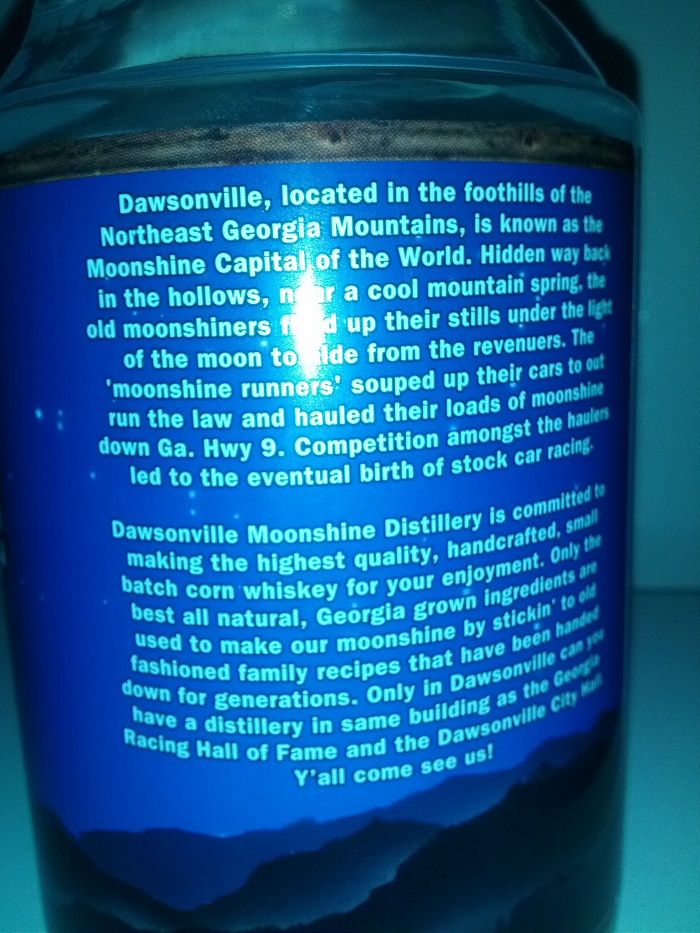 Dawsonville, located in the foothills of the
Northeast Georgia Mountains, is known as the
Moonshine Capital of the World. Hidden way back
in the hollows, near a cool mountain spring, the
old moonshiners up their stills under the light
of the moon to hide from the revenuers. The
'moonshine runners' souped up their cars to out
run the law and hauled their loads of moonshine
down Ga. Hwy 9. Competition amongst the haulers
led to the eventual birth of stock car racing.
Dawsonville Moonshine Distillery is committed to
making the highest quality, handcrafted, small
batch corn whiskey for your enjoyment. Only the
best all natural, Georgia grown ingredients are
used to make our moonshine by stickin' to old
fashioned family recipes that have been handed
down for generations. Only in Dawsonville can you
have a distillery in same building as the Georgia
Racing Hall of Fame and the Dawsonville City Hall.
Y'all come see us!